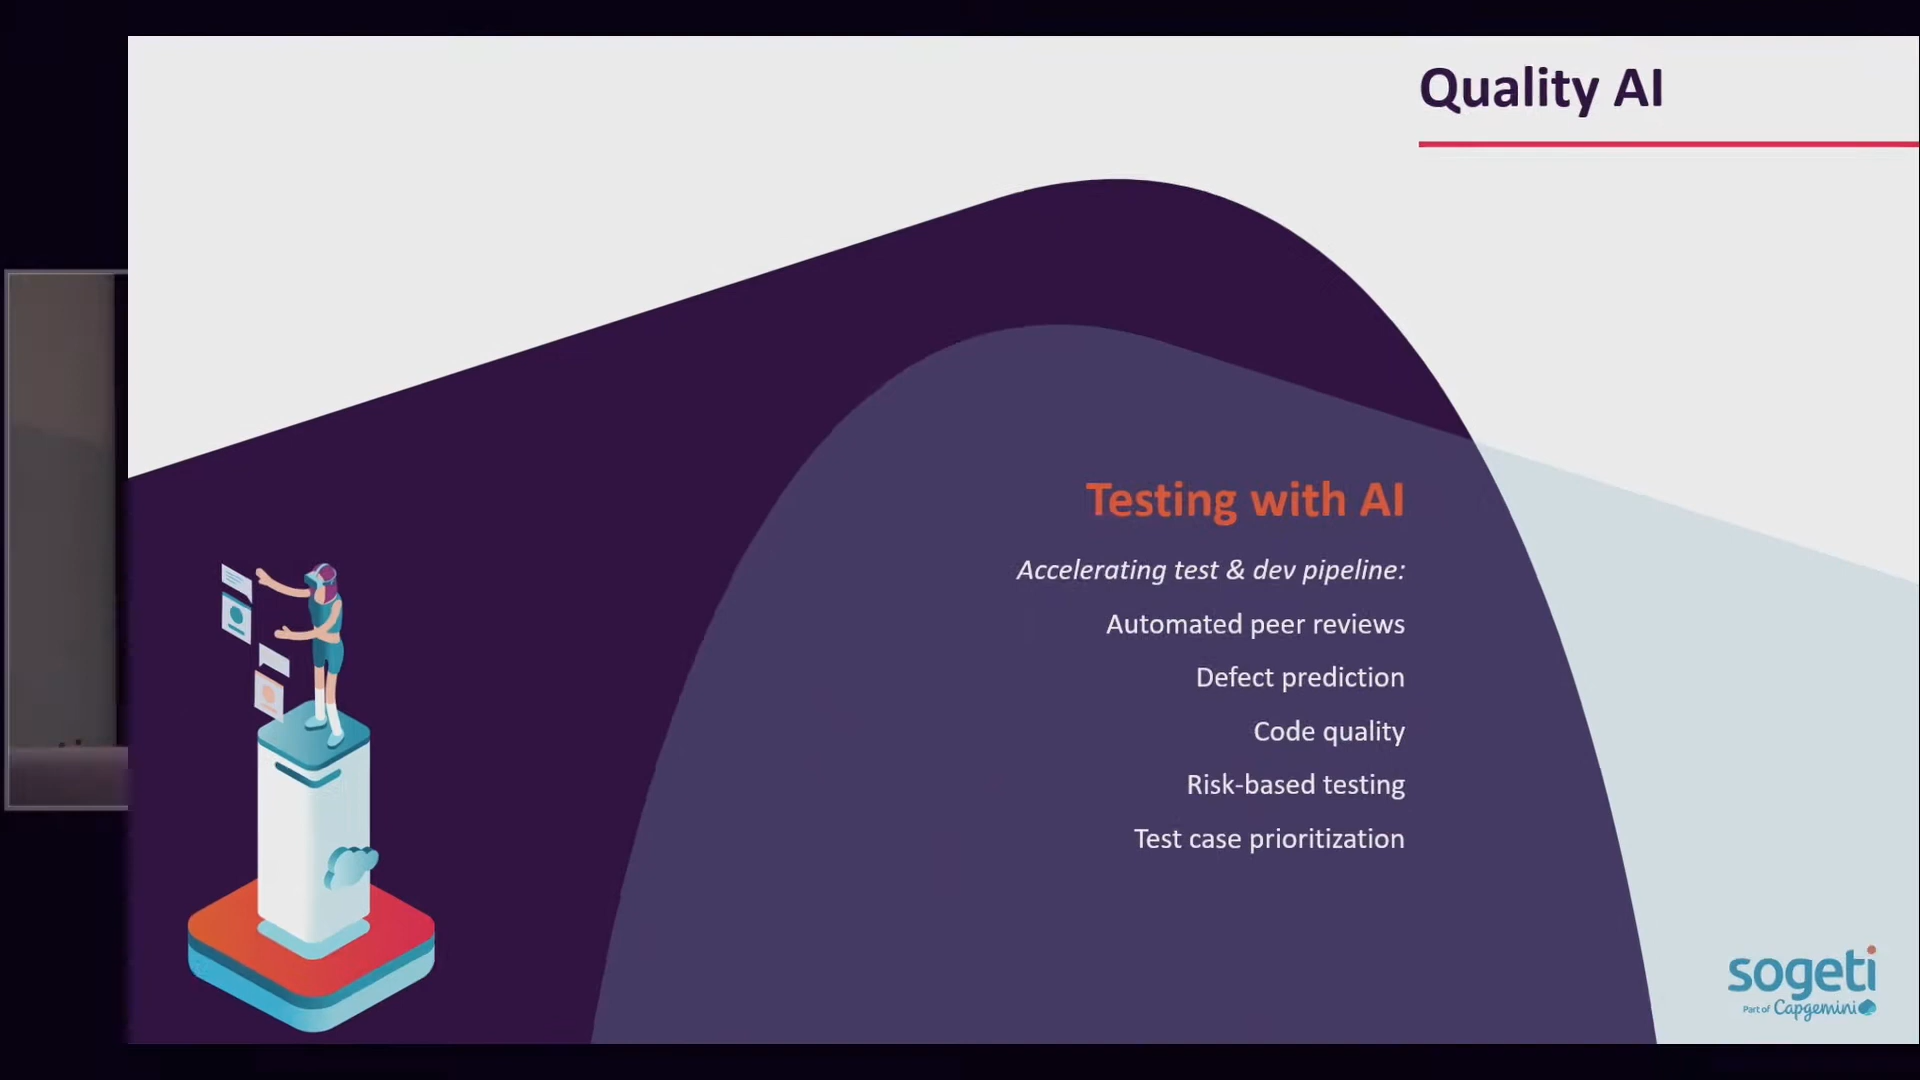 Quality AI
Testing with AI
Accelerating test & dev pipeline:
Automated peer reviews
Defect prediction
Code quality
Risk-based testing
Test case prioritization
sogeti
Part of Capgemini